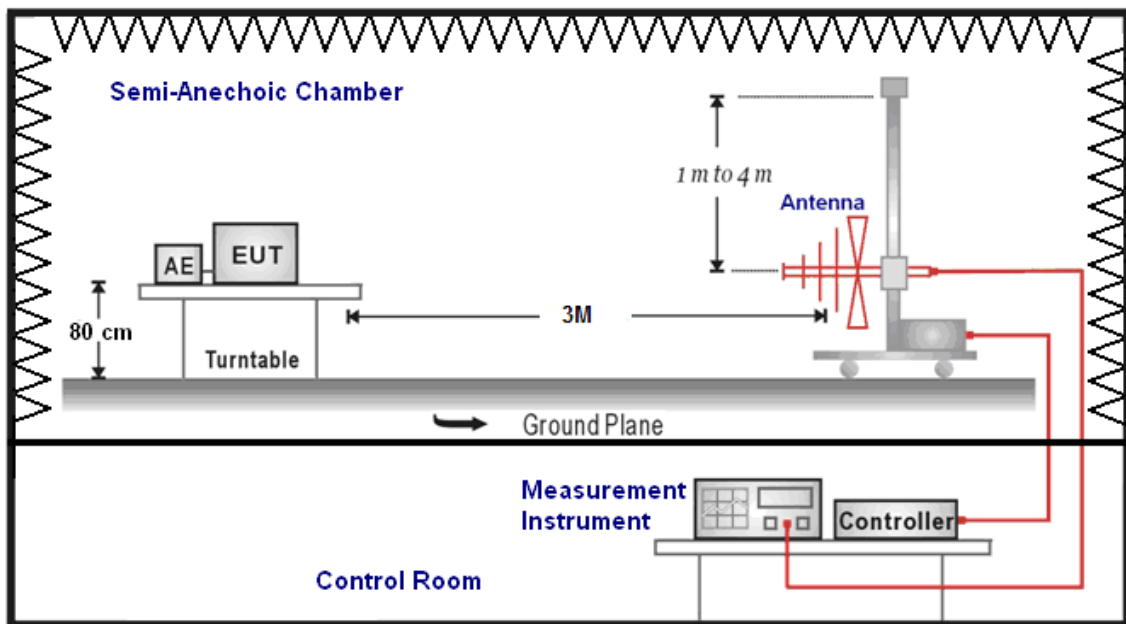 Semi-Anechoic Chamber
1 m to 4 m
Antenna
AE
EUT
80 cm
3M
Turntable
Ground Plane
Measurement
Instrument
Controller
Control Room